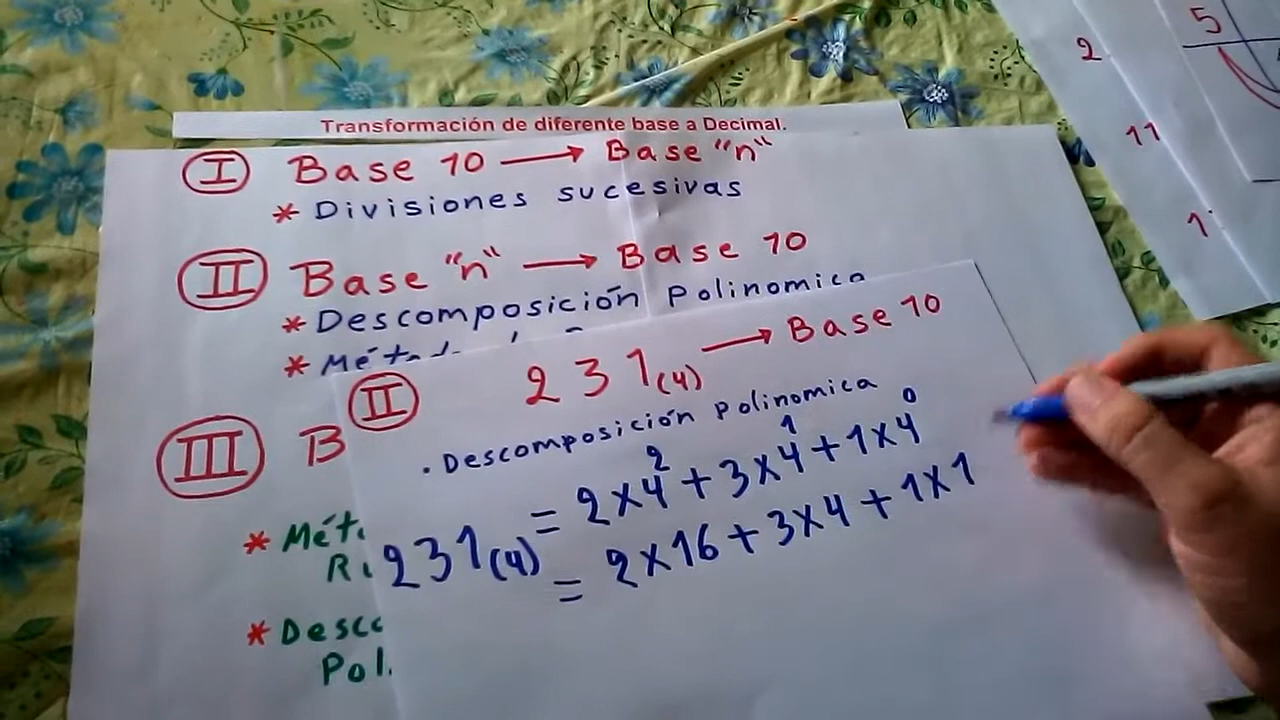 Transformación de diferente base a Decimal.
I Base 10 → Base "n"
* Divisiones sucesivas
II Base "n" → Base 10
* Descomposición Polinomica
III B
* Desc
Pol.
II 231(4) → Base 10
. Descomposición Polinomica
231(4) = 2x4² + 3x4¹ + 1x4⁰
= 2x16 + 3x4 + 1x1
5
2
11
1